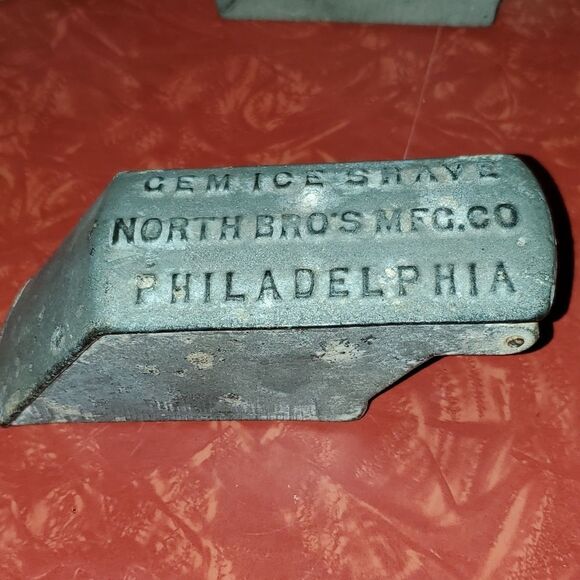 GEM ICE SHAVE
NORTH BRO'S MFG.CO
PHILADELPHIA